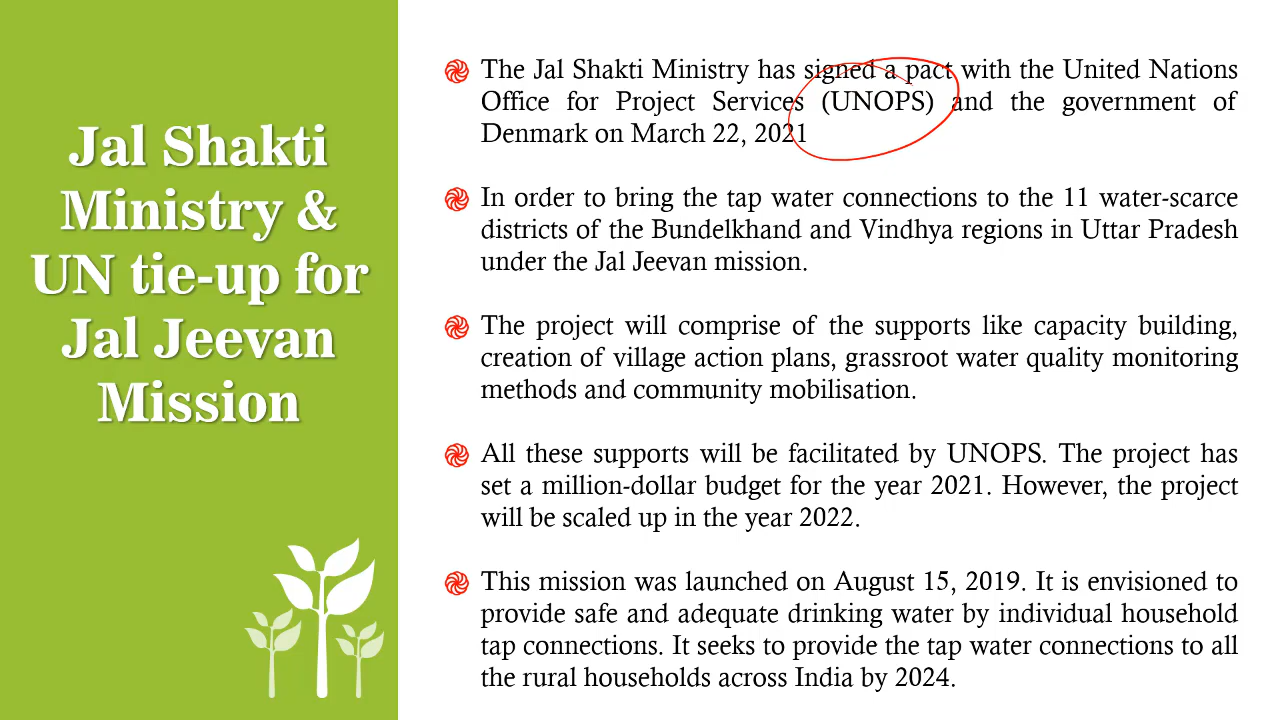 Jal Shakti
Ministry &
UN tie-up for
Jal Jeevan
Mission
The Jal Shakti Ministry has signed a pact with the United Nations
Office for Project Services (UNOPS) and the government of
Denmark on March 22, 2021
In order to bring the tap water connections to the 11 water-scarce
districts of the Bundelkhand and Vindhya regions in Uttar Pradesh
under the Jal Jeevan mission.
The project will comprise of the supports like capacity building,
creation of village action plans, grassroot water quality monitoring
methods and community mobilisation.
All these supports will be facilitated by UNOPS. The project has
set a million-dollar budget for the year 2021. However, the project
will be scaled up in the year 2022.
This mission was launched on August 15, 2019. It is envisioned to
provide safe and adequate drinking water by individual household
tap connections. It seeks to provide the tap water connections to all
the rural households across India by 2024.